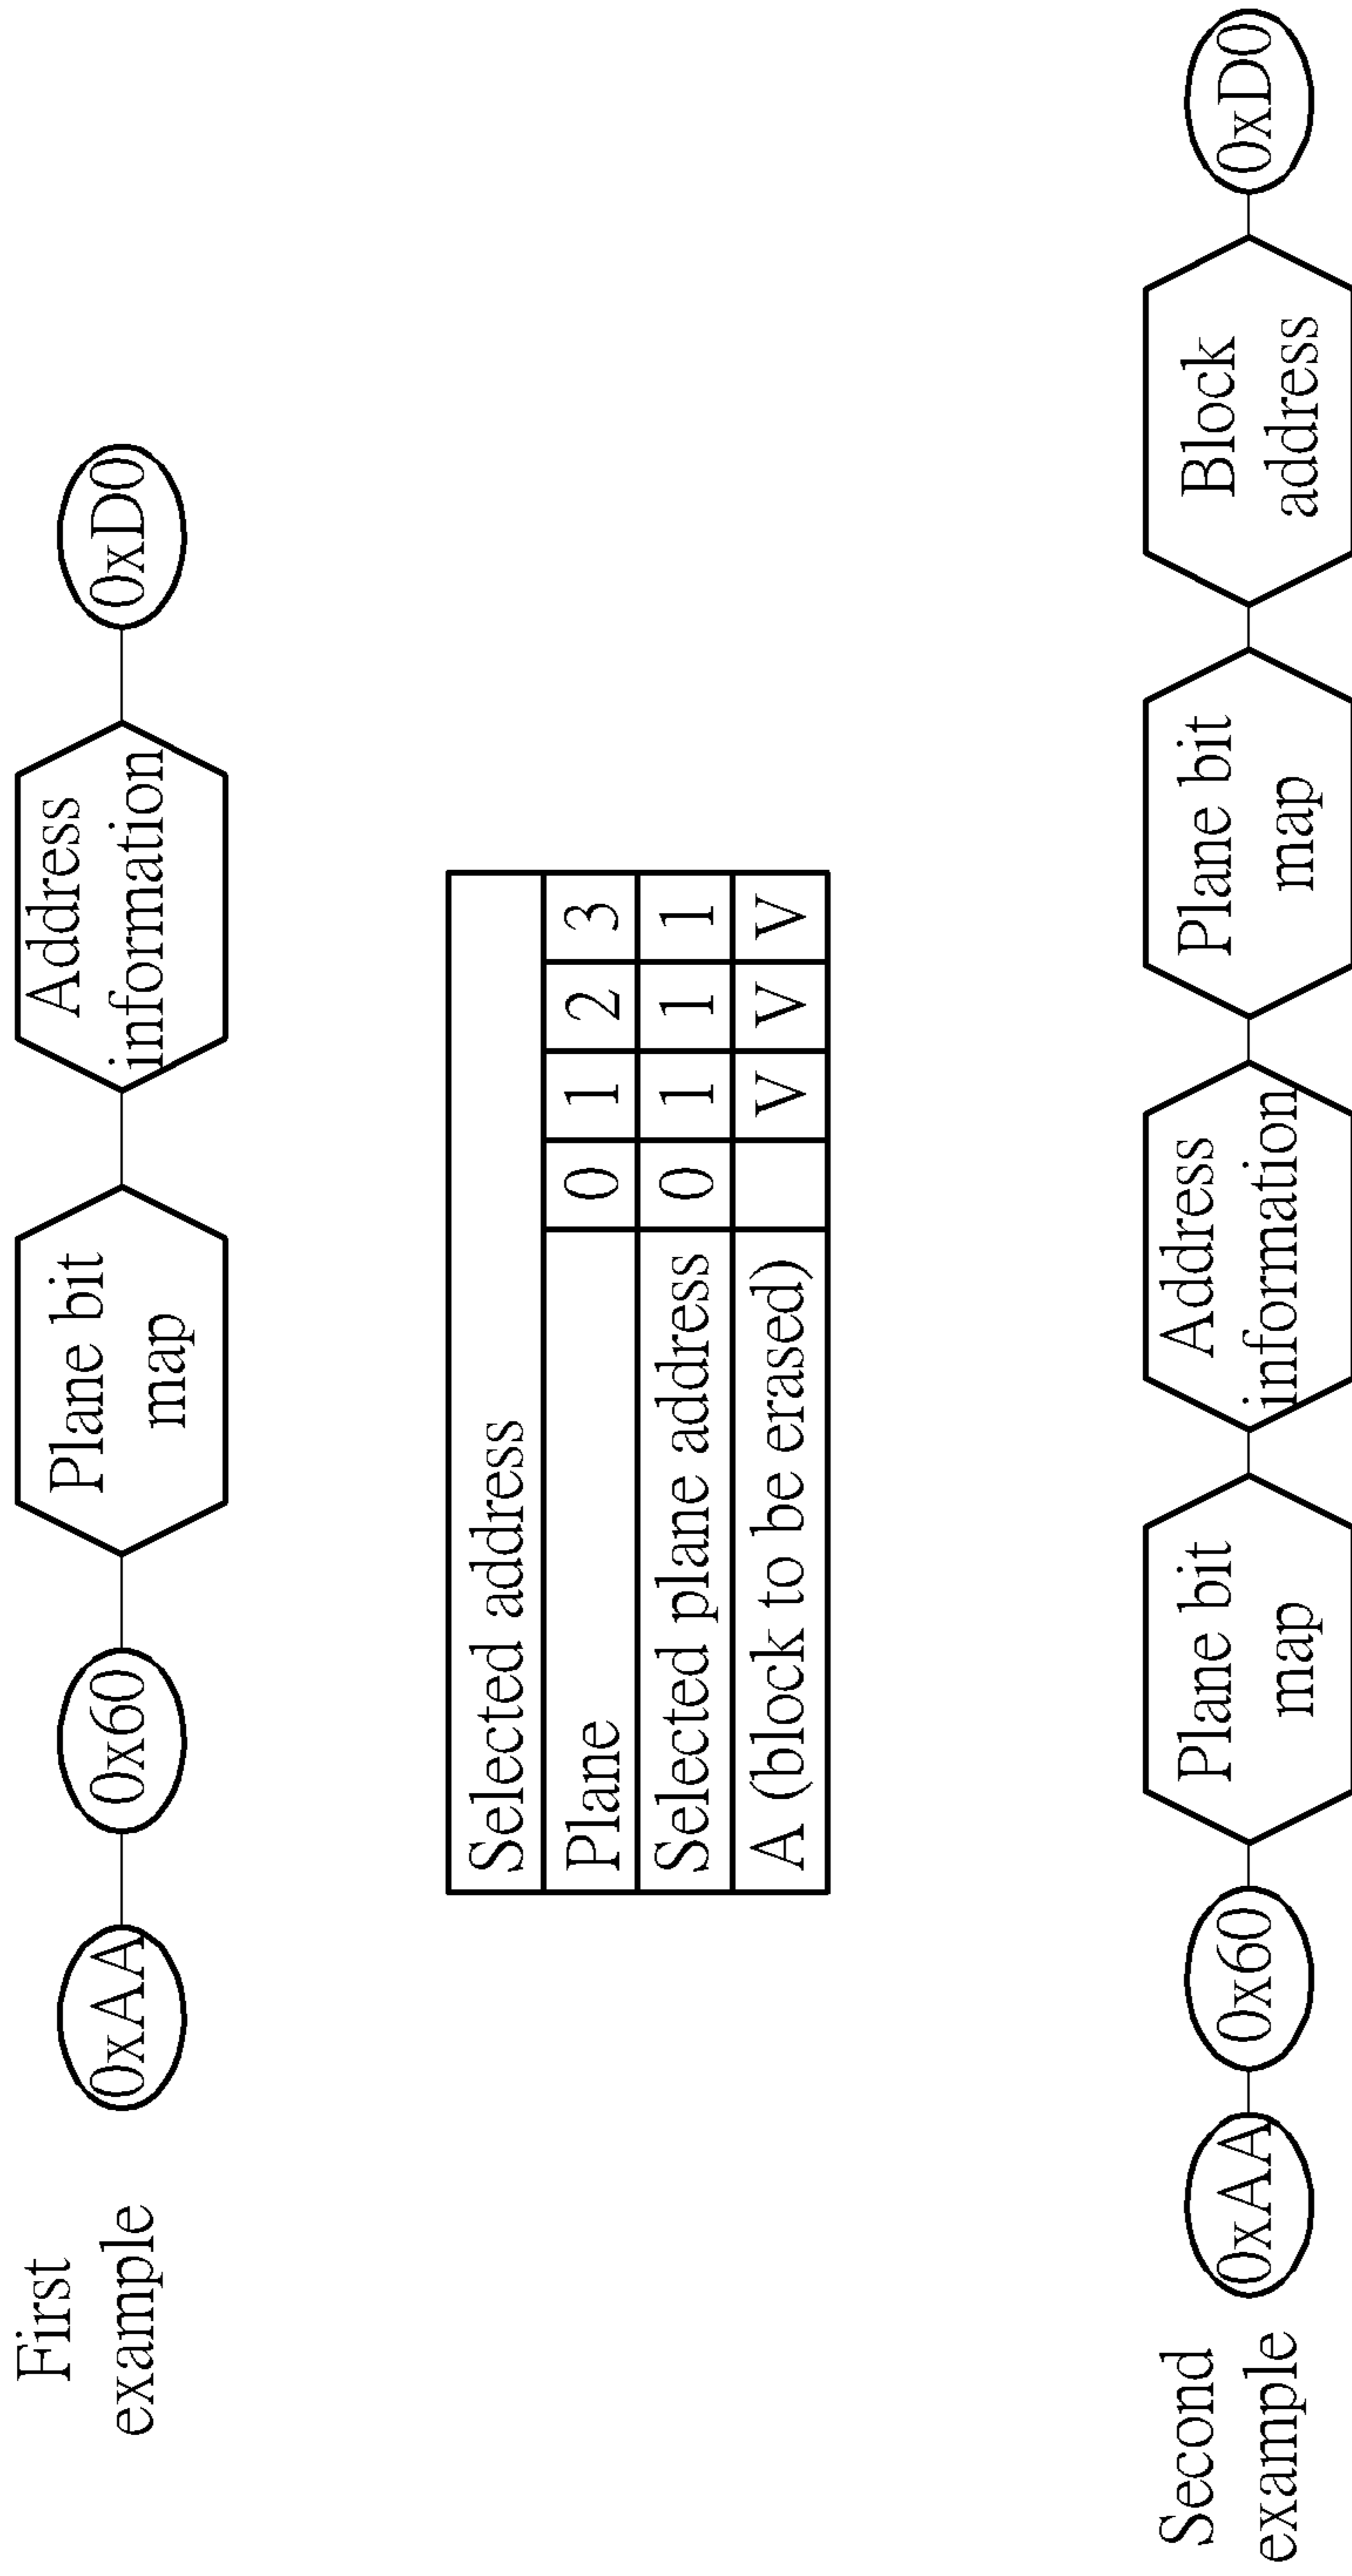 First
example
0xAA
0x60
Plane bit
map
Address
information
0xD0
Selected address
Plane 0 1 2 3
Selected plane address 0 1 1 1
A (block to be erased) V V V
Second
example
0xAA
0x60
Plane bit
map
Address
information
Plane bit
map
Block
address
0xD0